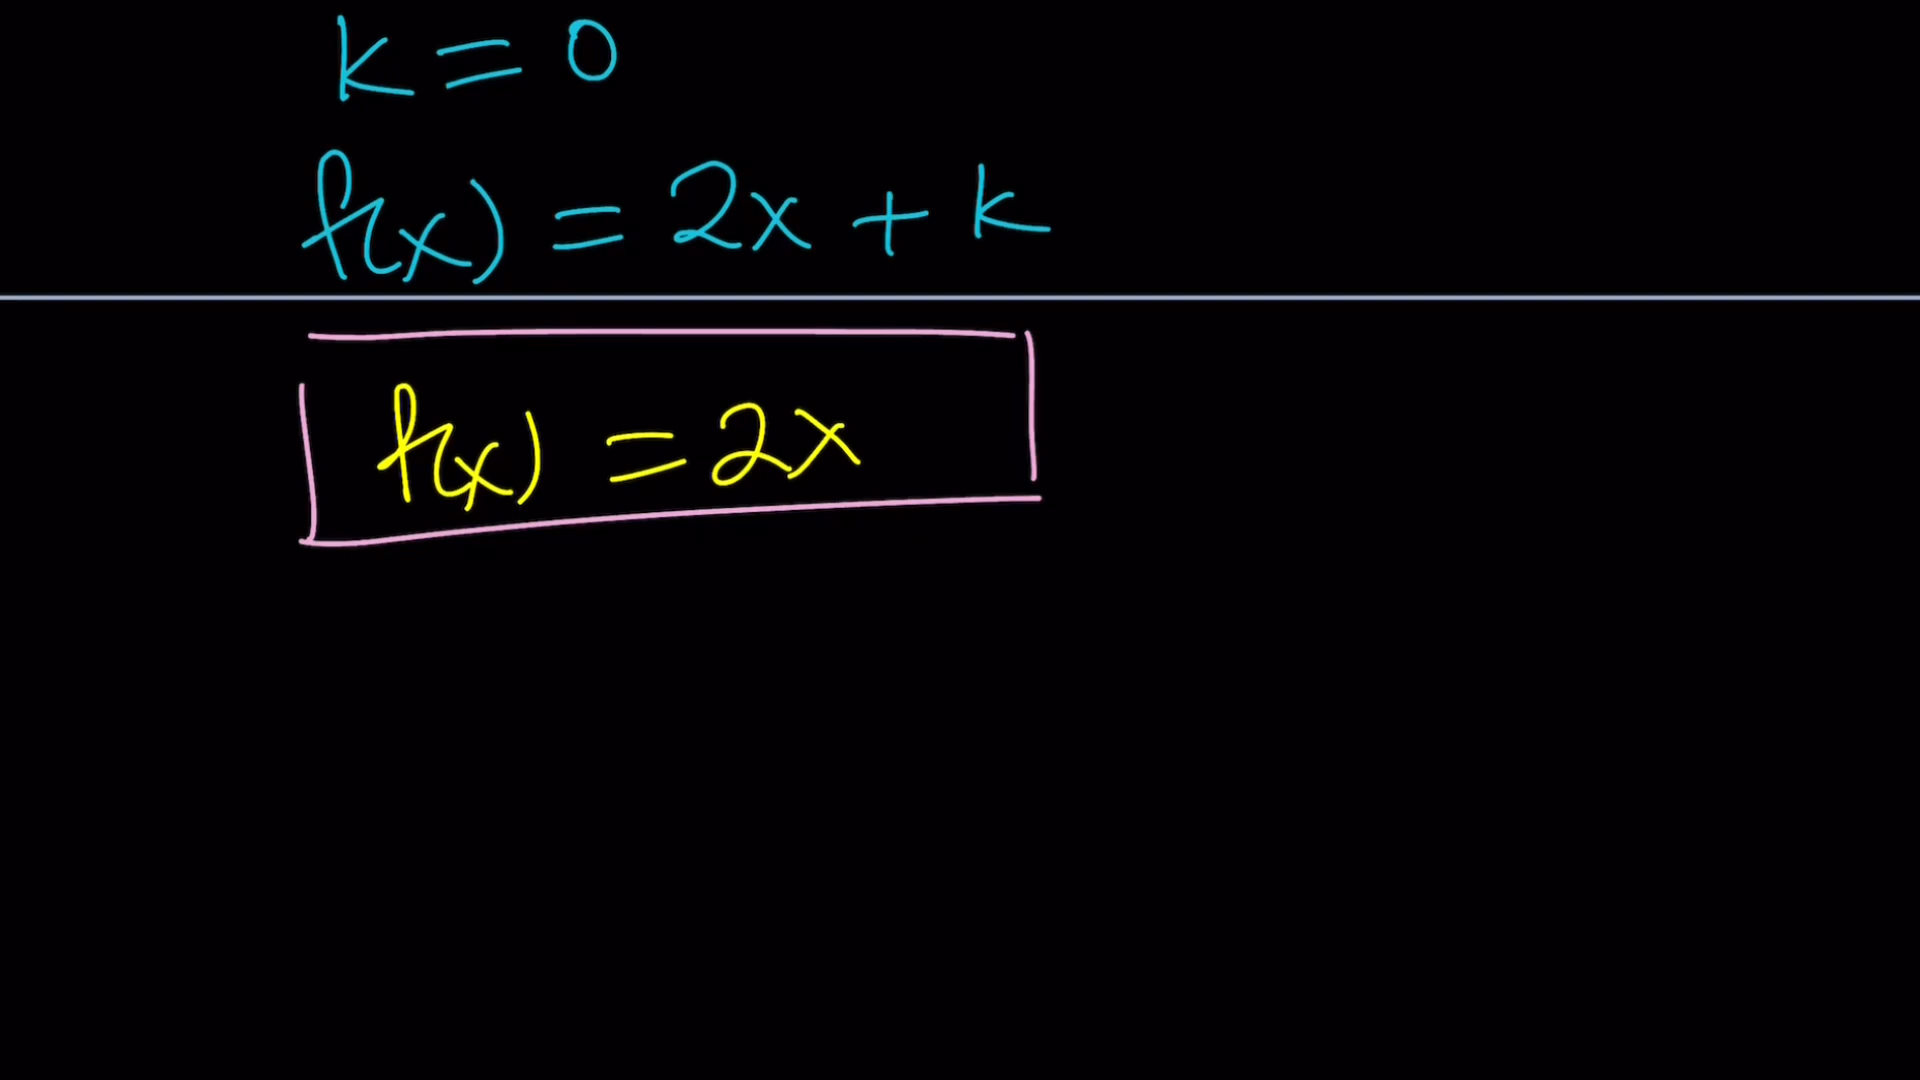 k = 0
f(x) = 2x + k
f(x) = 2x